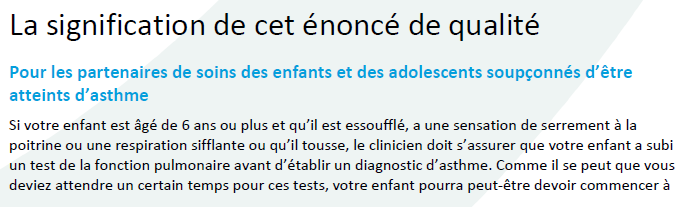 La signification de cet énoncé de qualité
Pour les partenaires de soins des enfants et des adolescents soupçonnés d’être
atteints d’asthme
Si votre enfant est âgé de 6 ans ou plus et qu’il est essoufflé, a une sensation de serrement à la
poitrine ou une respiration sifflante ou qu’il tousse, le clinicien doit s’assurer que votre enfant a subi
un test de la fonction pulmonaire avant d’établir un diagnostic d’asthme. Comme il se peut que vous
deviez attendre un certain temps pour ces tests, votre enfant pourra peut-être devoir commencer à